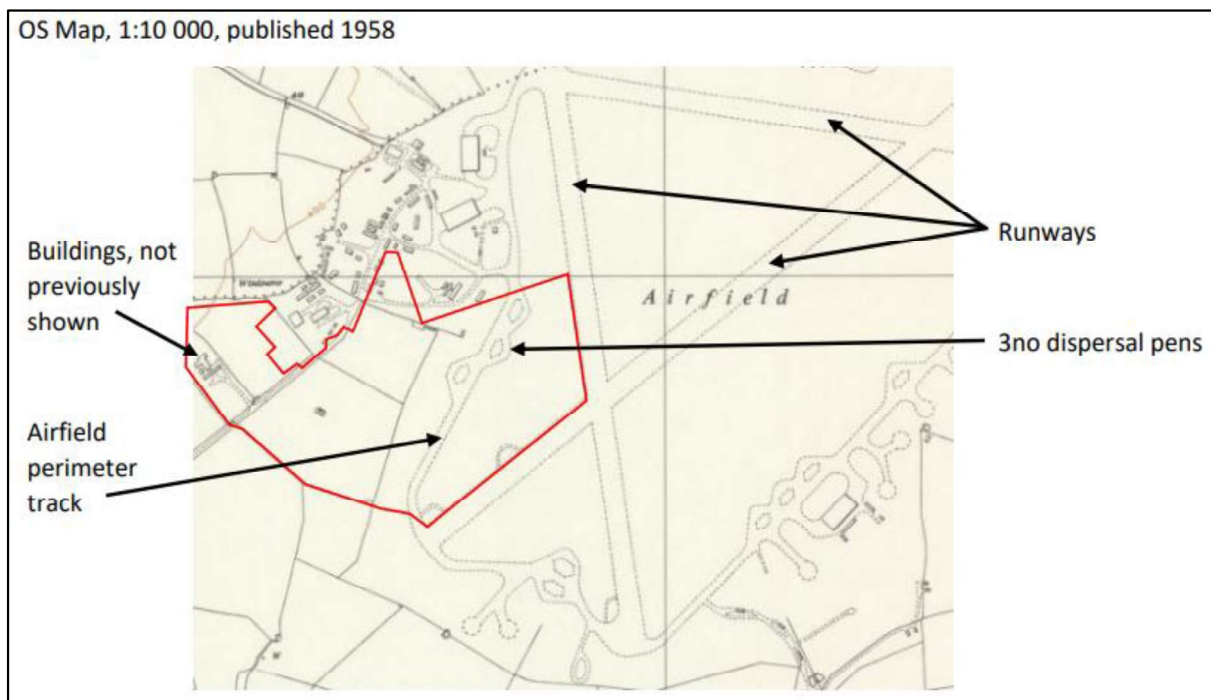 OS Map, 1:10 000, published 1958
Buildings, not
previously
shown
Airfield
perimeter
track
Runways
3no dispersal pens
Airfield